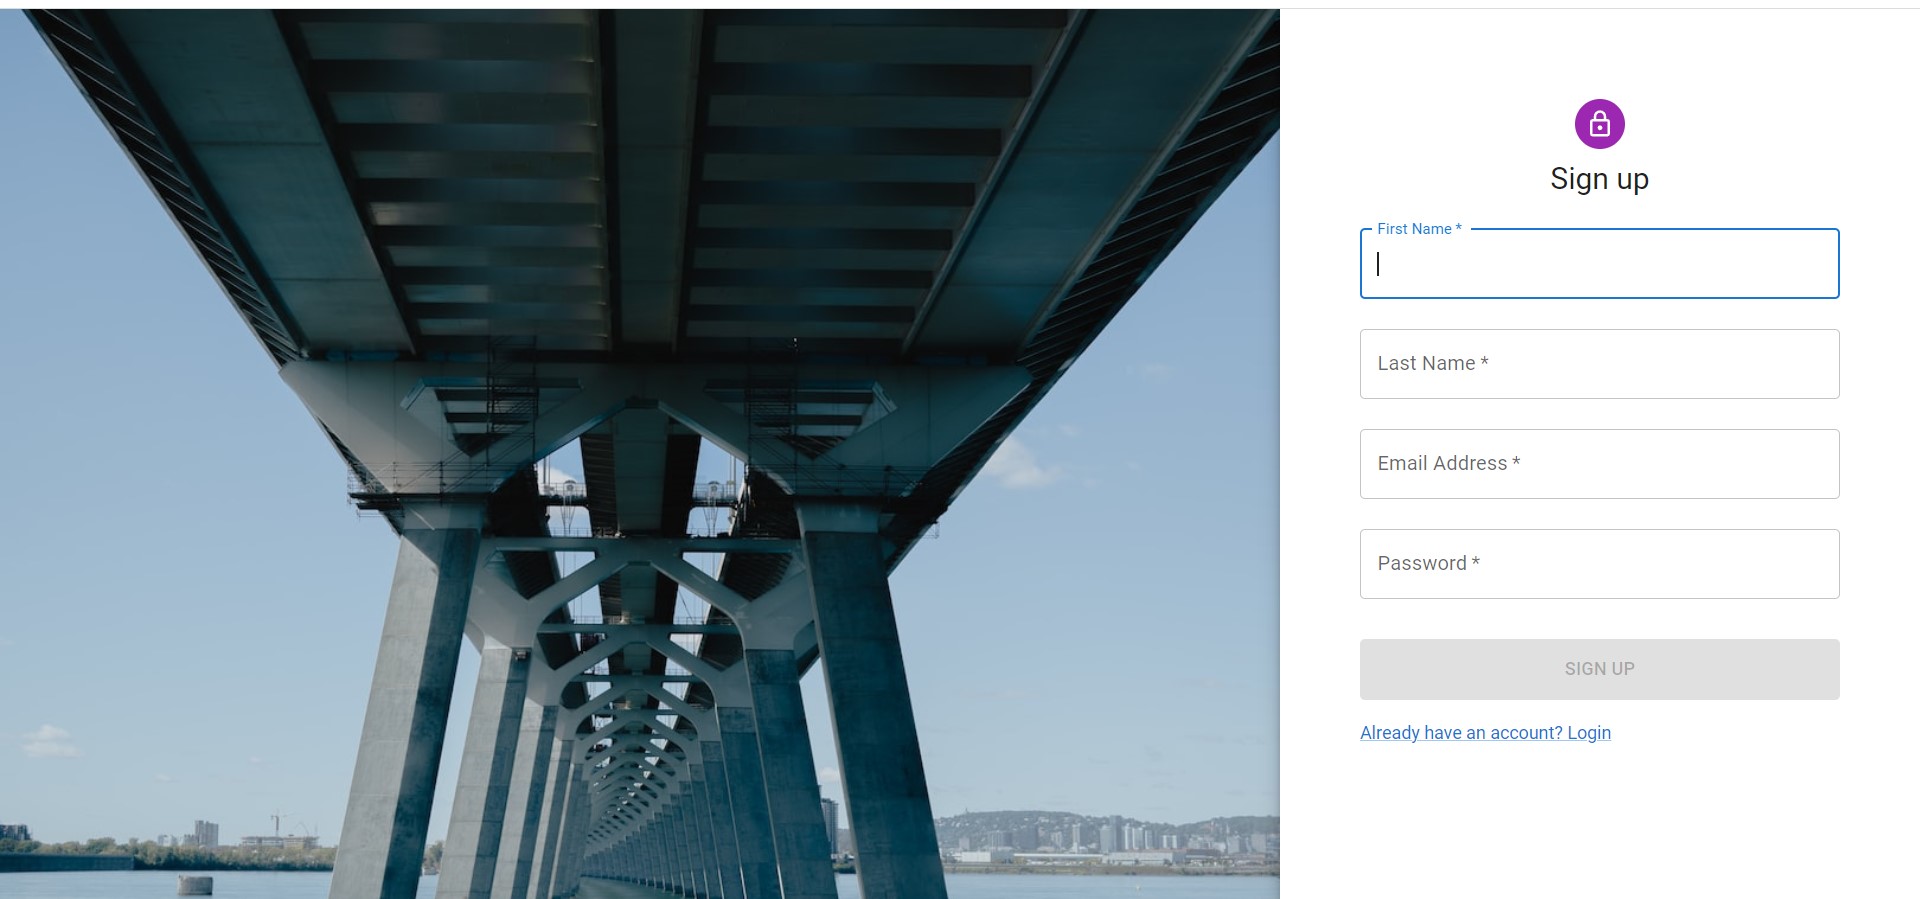 Sign up
First Name *
Last Name *
Email Address *
Password *
SIGN UP
Already have an account? Login